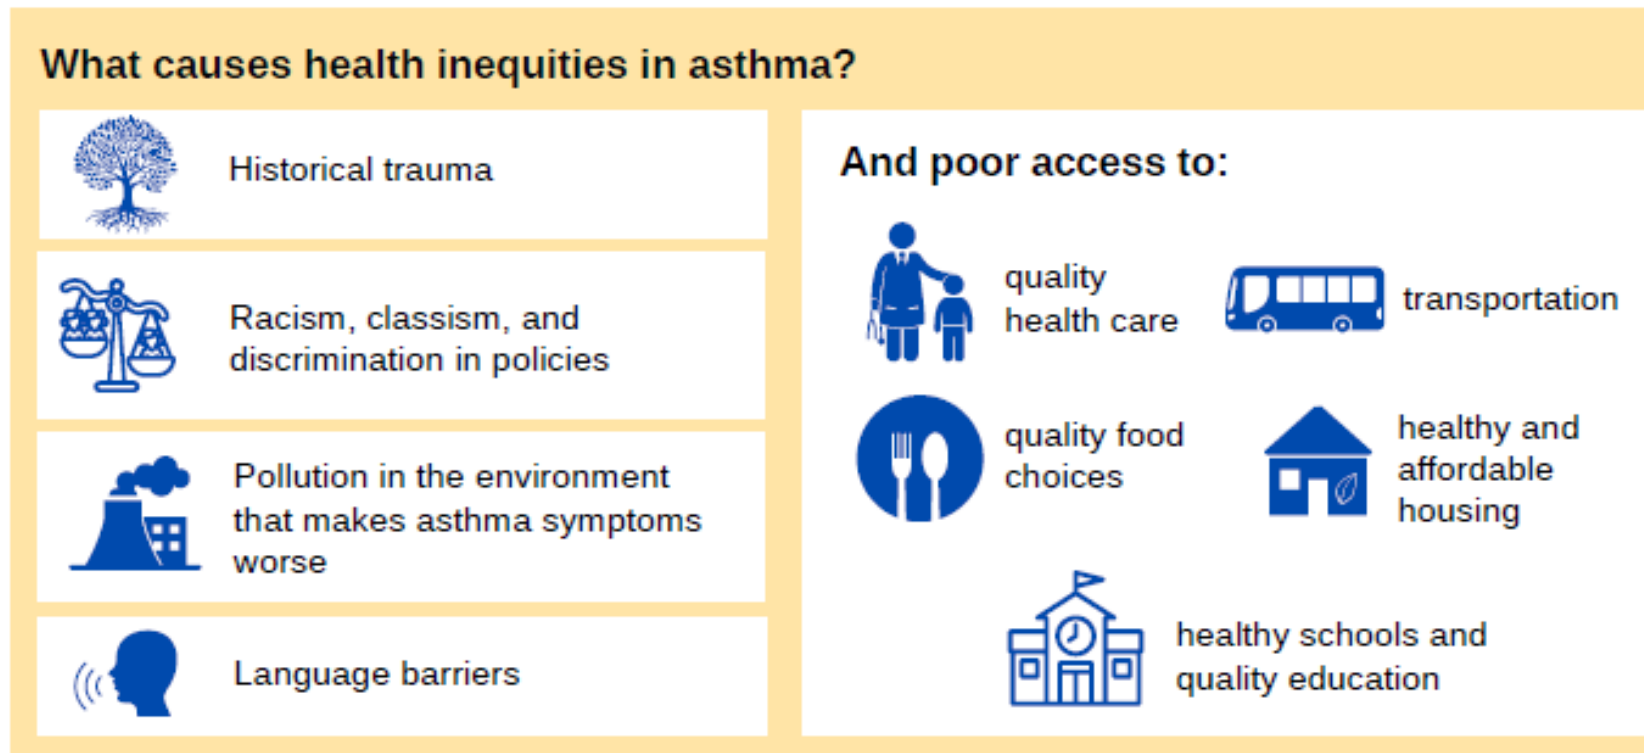 What causes health inequities in asthma?
Historical trauma
Racism, classism, and
discrimination in policies
Pollution in the environment
that makes asthma symptoms
worse
Language barriers
And poor access to:
quality
health care
transportation
quality food
choices
healthy and
affordable
housing
healthy schools and
quality education